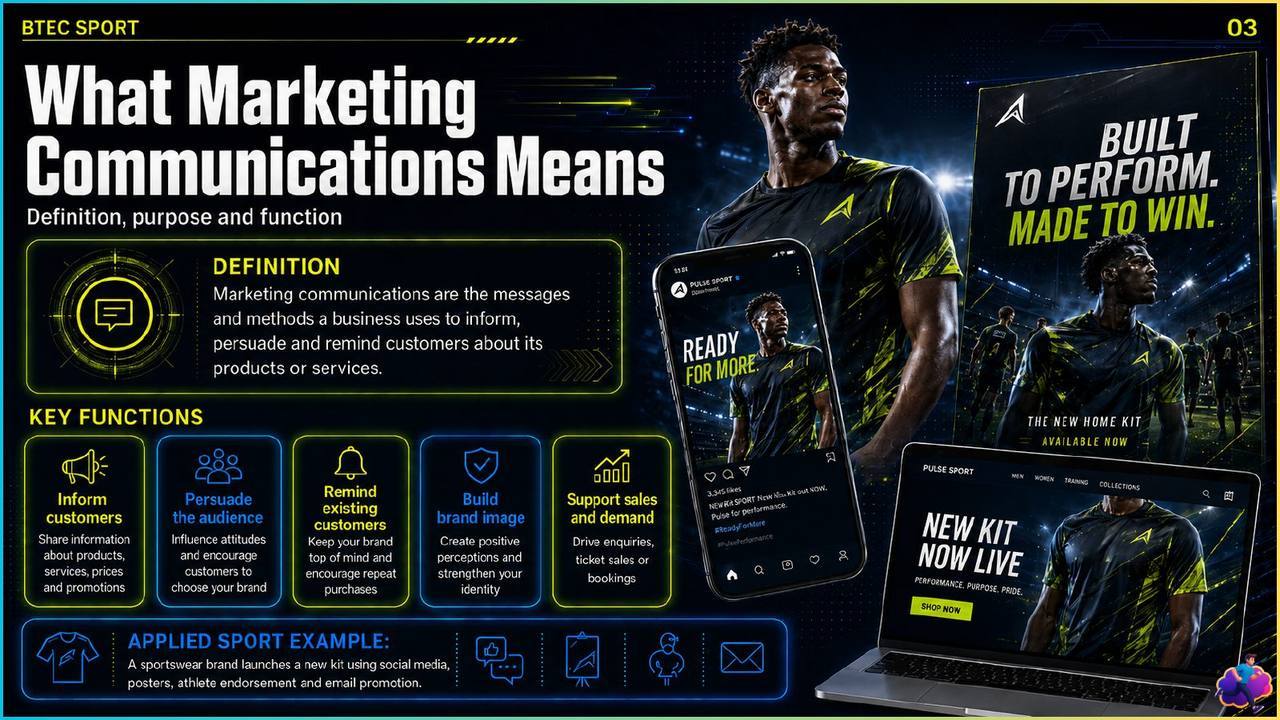 BTEC SPORT
03
What Marketing
Communications Means
Definition, purpose and function
DEFINITION
Marketing communications are the messages
and methods a business uses to inform,
persuade and remind customers about its
products or services.
KEY FUNCTIONS
Inform
customers
Share information
about products,
services, prices
and promotions
Persuade
the audience
Influence attitudes
and encourage
customers to
choose your brand
Remind
existing
customers
Keep your brand
top of mind and
encourage repeat
purchases
Build
brand image
Create positive
perceptions and
strengthen your
identity
Support sales
and demand
Drive enquiries,
ticket sales or
bookings
APPLIED SPORT EXAMPLE:
A sportswear brand launches a new kit using social media,
posters, athlete endorsement and email promotion.
PULSE SPORT
READY
FOR MORE.
3,345 likes
Pulse for performance.
#ReadyForMore
#PulsePerformance
BUILT
TO PERFORM.
MADE TO WIN.
THE NEW HOME KIT
AVAILABLE NOW
PULSE SPORT
MEN WOMEN TRAINING COLLECTIONS
NEW KIT
NOW LIVE
PERFORMANCE. PURPOSE. PRIDE.
SHOP NOW